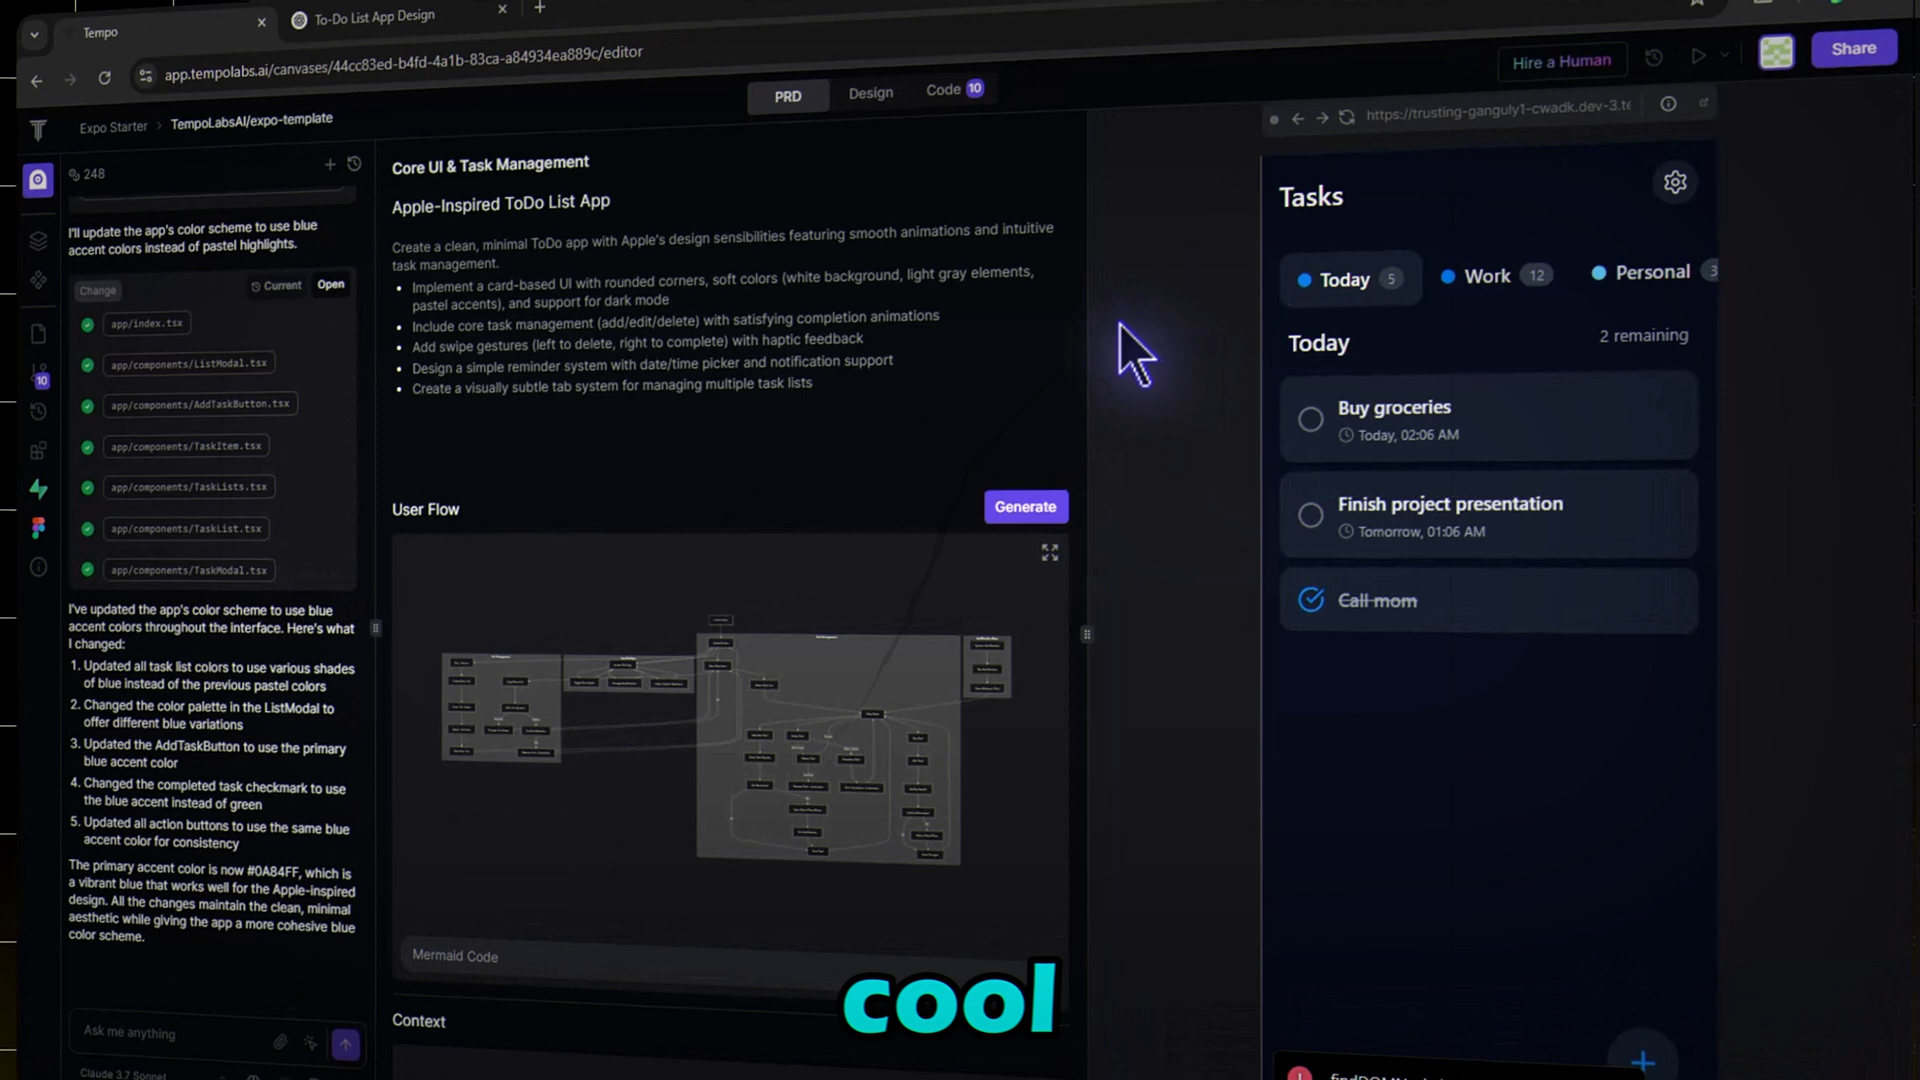 Tempo
To-Do List App Design
app.tempolabs.ai/canvases/44cc83ed-b4fd-4a1b-83ca-a84934ea889c/editor
Hire a Human
Share
PRD
Design
Code 10
Expo Starter > TempoLabsAI/expo-template
https://trusting-ganguly1-cwadk.dev-3.te
248
I'll update the app's color scheme to use blue
accent colors instead of pastel highlights.
Change
Current
Open
app/index.tsx
app/components/ListModal.tsx
app/components/AddTaskButton.tsx
app/components/TaskItem.tsx
app/components/TaskLists.tsx
app/components/TaskList.tsx
app/components/TaskModal.tsx
10
I've updated the app's color scheme to use blue
accent colors throughout the interface. Here's what
I changed:
1. Updated all task list colors to use various shades
of blue instead of the previous pastel colors
2. Changed the color palette in the ListModal to
offer different blue variations
3. Updated the AddTaskButton to use the primary
blue accent color
4. Changed the completed task checkmark to use
the blue accent instead of green
5. Updated all action buttons to use the same blue
accent color for consistency
The primary accent color is now #0A84FF, which is
a vibrant blue that works well for the Apple-inspired
design. All the changes maintain the clean, minimal
aesthetic while giving the app a more cohesive blue
color scheme.
Ask me anything
Claude 3.7 Sonnet
Core UI & Task Management
Apple-Inspired ToDo List App
Create a clean, minimal ToDo app with Apple's design sensibilities featuring smooth animations and intuitive
task management.
• Implement a card-based UI with rounded corners, soft colors (white background, light gray elements,
pastel accents), and support for dark mode
• Include core task management (add/edit/delete) with satisfying completion animations
• Add swipe gestures (left to delete, right to complete) with haptic feedback
• Design a simple reminder system with date/time picker and notification support
• Create a visually subtle tab system for managing multiple task lists
User Flow
Generate
Mermaid Code
Context
cool
Tasks
Today 5
Work 12
Personal 3
Today
2 remaining
Buy groceries
Today, 02:06 AM
Finish project presentation
Tomorrow, 01:06 AM
Call mom